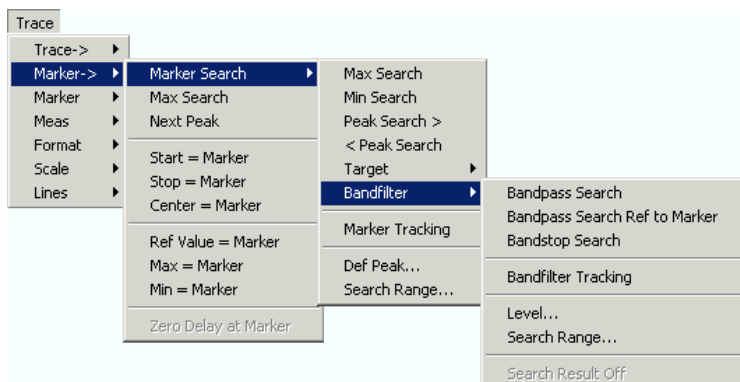 Trace
Trace->
Marker->
Marker
Meas
Format
Scale
Lines
Marker Search
Max Search
Next Peak
Start = Marker
Stop = Marker
Center = Marker
Ref Value = Marker
Max = Marker
Min = Marker
Zero Delay at Marker
Max Search
Min Search
Peak Search >
< Peak Search
Target
Bandfilter
Marker Tracking
Def Peak...
Search Range...
Bandpass Search
Bandpass Search Ref to Marker
Bandstop Search
Bandfilter Tracking
Level...
Search Range...
Search Result Off